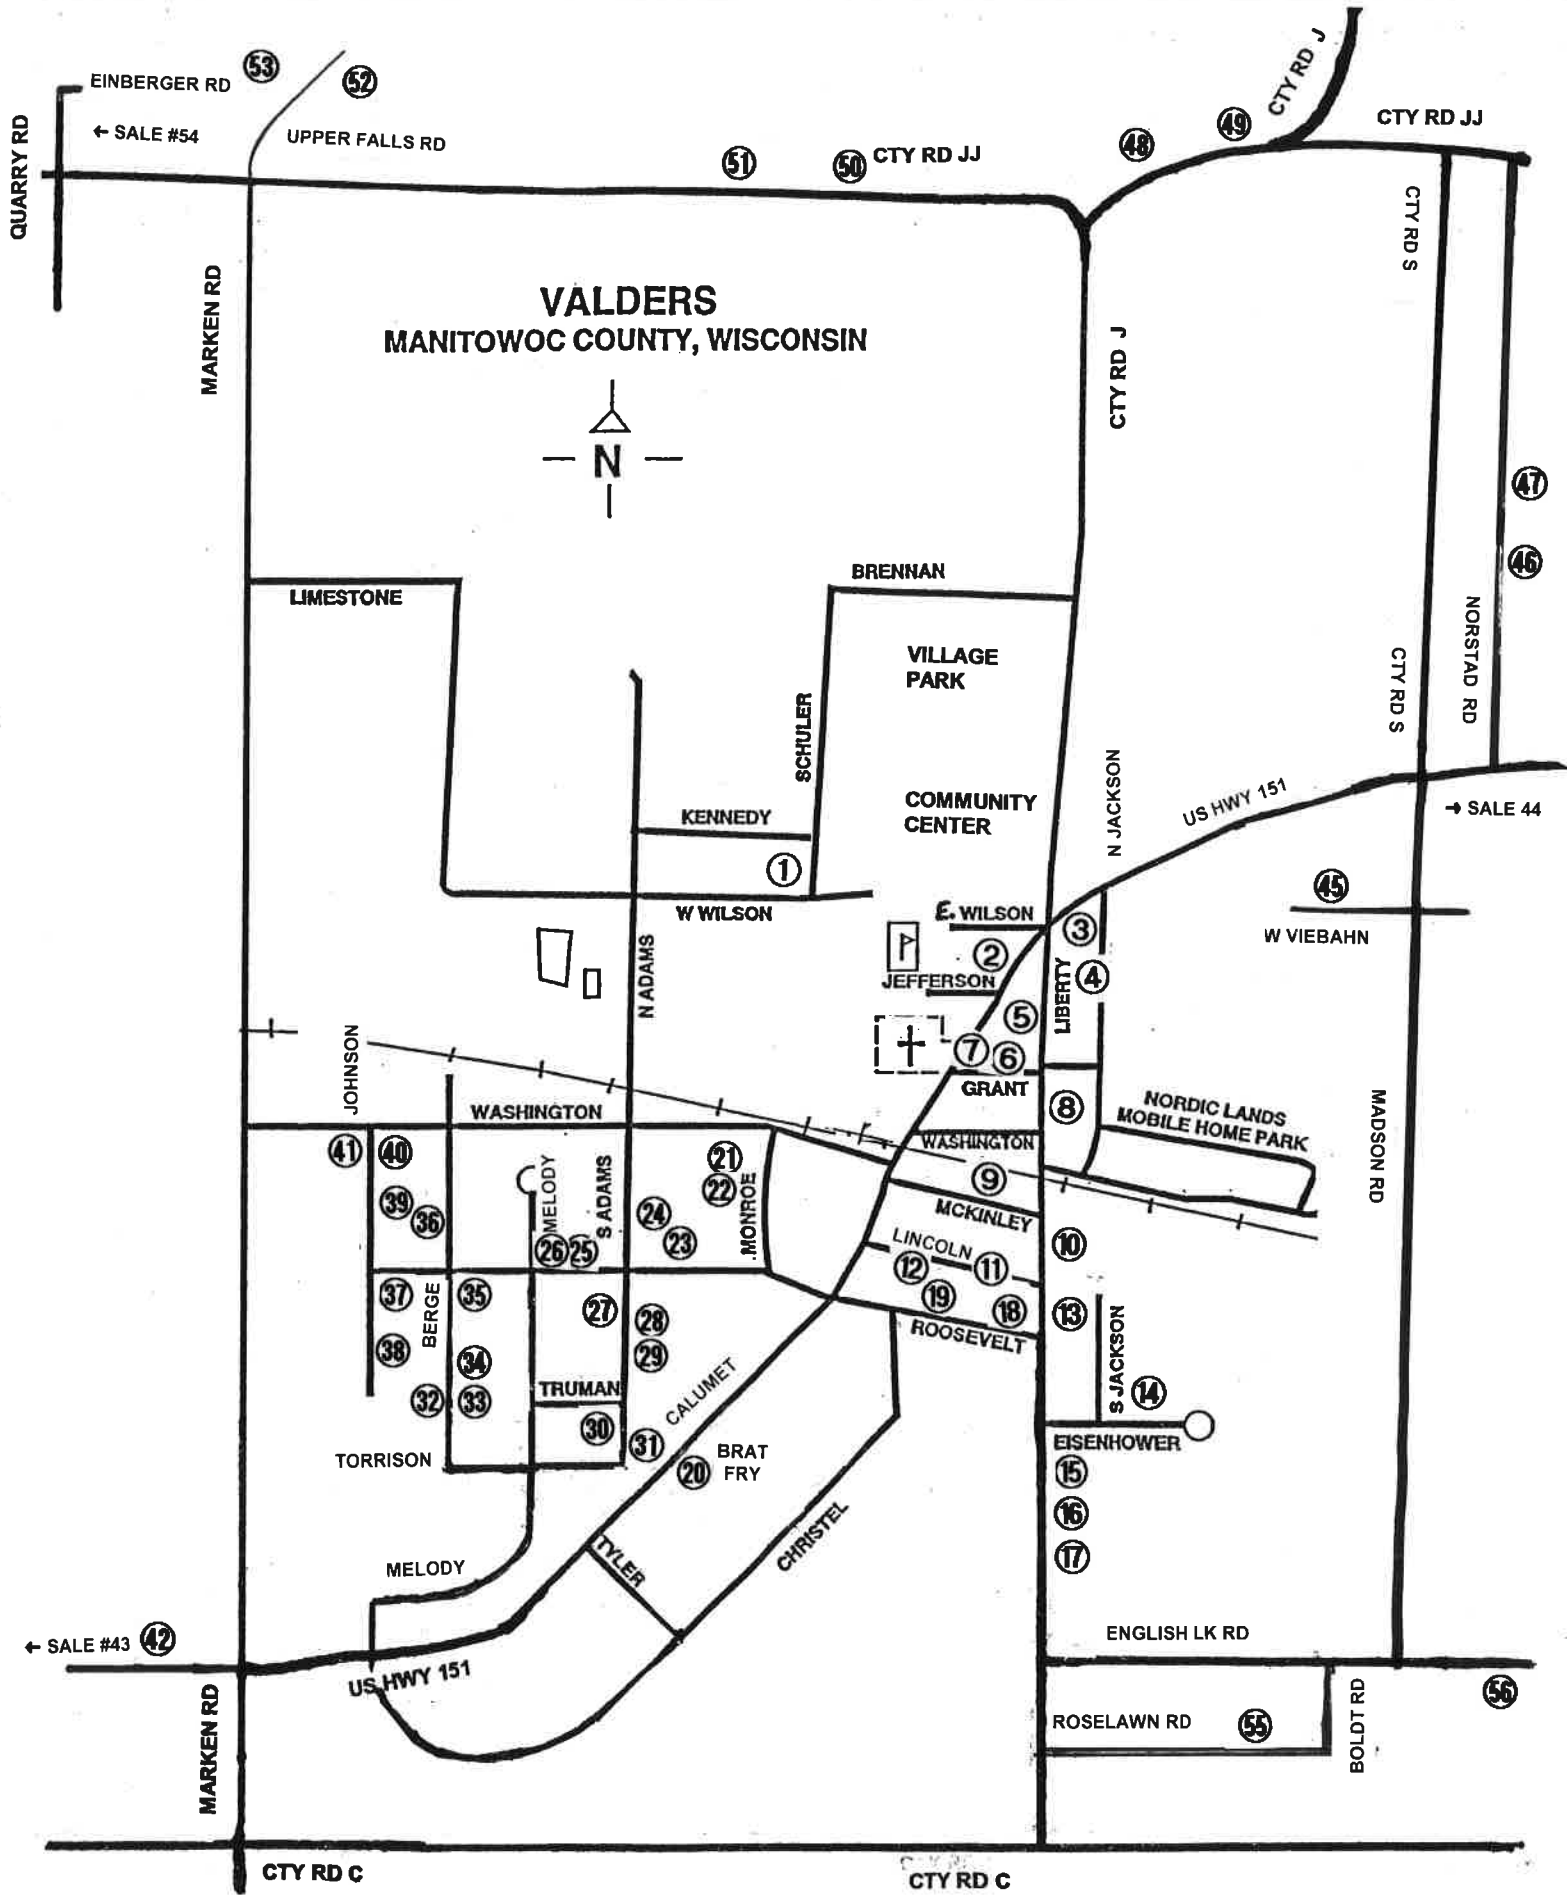 53
52
EINBERGER RD
← SALE #54
UPPER FALLS RD
QUARRY RD
51
50
CTY RD JJ
48
49
CTY RD J
CTY RD JJ
CTY RD S
MARKEN RD
VALDERS
MANITOWOC COUNTY, WISCONSIN
N
CTY RD J
47
46
NORSTAD RD
CTY RD S
LIMESTONE
BRENNAN
VILLAGE
PARK
SCHULER
COMMUNITY
CENTER
N JACKSON
US HWY 151
→ SALE 44
KENNEDY
1
W WILSON
E. WILSON
45
W VIEBAHN
2
3
4
JEFFERSON
LIBERTY
N ADAMS
5
7
6
GRANT
8
JOHNSON
WASHINGTON
WASHINGTON
NORDIC LANDS
MOBILE HOME PARK
MADSON RD
41
40
39
36
MELODY
S ADAMS
21
22
MONROE
24
23
26
25
9
MCKINLEY
LINCOLN
10
12
11
19
18
13
ROOSEVELT
37
35
BERGE
27
28
38
34
29
32
33
TRUMAN
30
31
CALUMET
S JACKSON
14
EISENHOWER
TORRISON
20
BRAT
FRY
15
16
17
CHRISTEL
TYLER
MELODY
← SALE #43
42
US HWY 151
ENGLISH LK RD
56
ROSELAWN RD
55
BOLDT RD
MARKEN RD
CTY RD C
CTY RD C